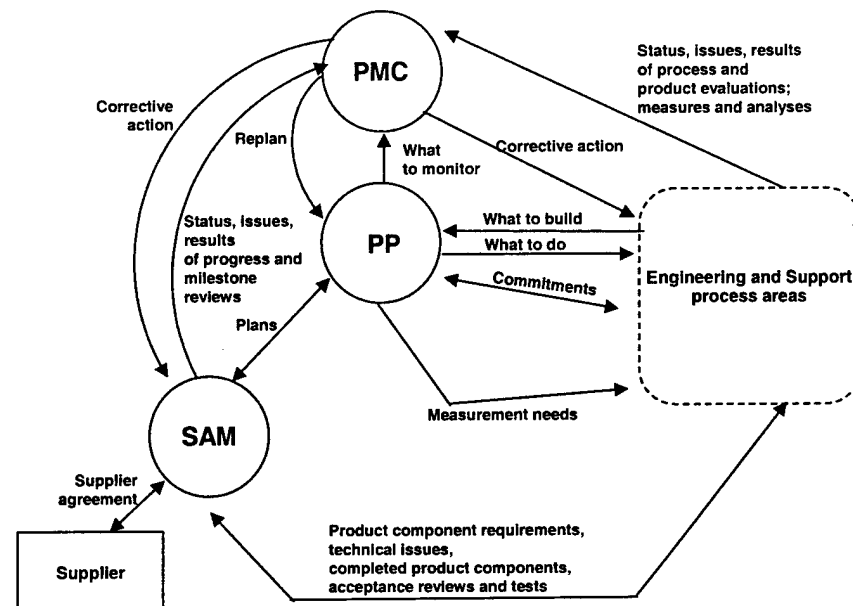 PMC
Status, issues, results
of process and
product evaluations;
measures and analyses
Corrective
action
Replan
What
to monitor
Corrective action
Status, issues,
results
of progress and
milestone
reviews
PP
What to build
What to do
Commitments
Engineering and Support
process areas
Plans
Measurement needs
SAM
Supplier
agreement
Supplier
Product component requirements,
technical issues,
completed product components,
acceptance reviews and tests